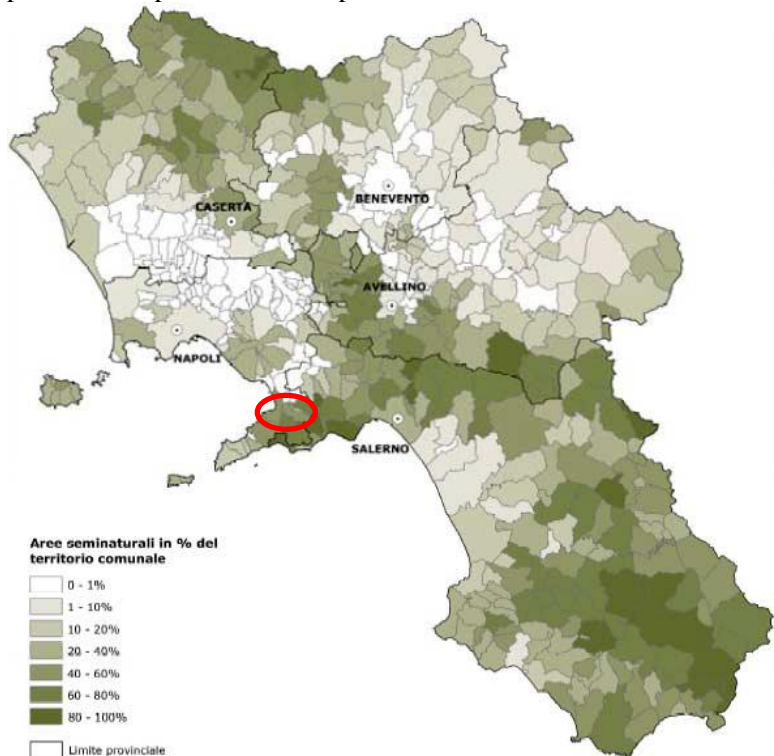 BENEVENTO
CASERTA
AVELLINO
NAPOLI
SALERNO
Aree seminaturali in % del
territorio comunale
0 - 1%
1 - 10%
10 - 20%
20 - 40%
40 - 60%
60 - 80%
80 - 100%
Limite provinciale